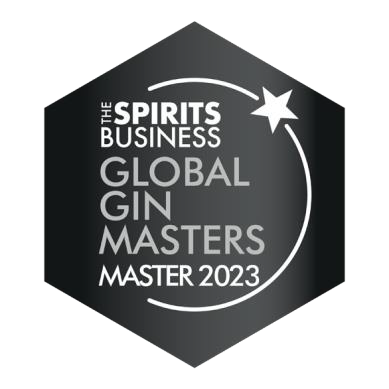 THE SPIRITS
BUSINESS
GLOBAL
GIN
MASTERS
MASTER 2023